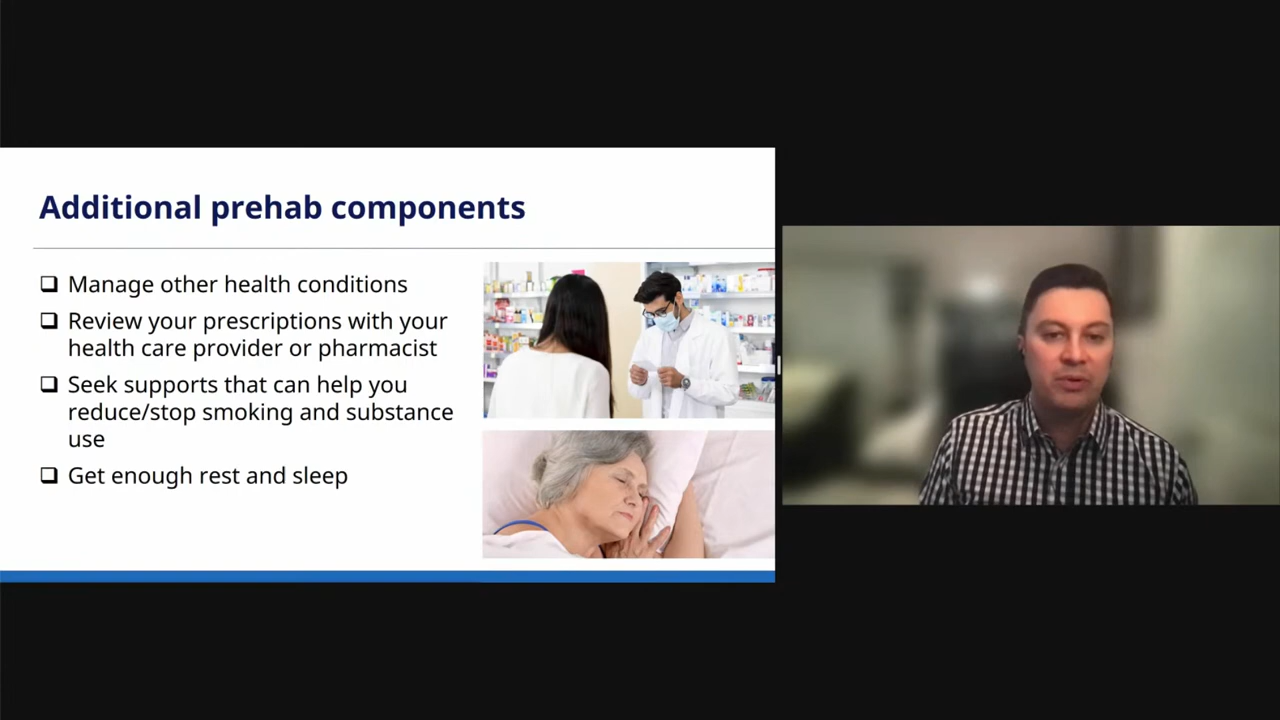 Additional prehab components
❑ Manage other health conditions
❑ Review your prescriptions with your
health care provider or pharmacist
❑ Seek supports that can help you
reduce/stop smoking and substance
use
❑ Get enough rest and sleep